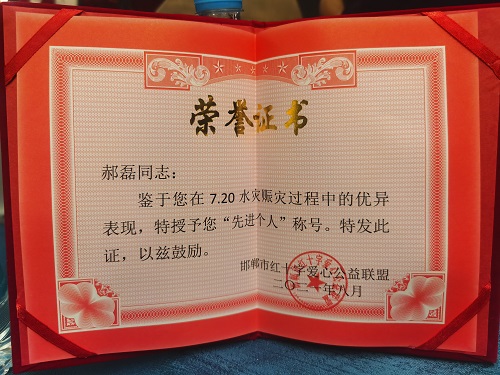 荣誉证书
郝磊同志：
鉴于您在7.20水灾赈灾过程中的优异
表现，特授予您“先进个人”称号。特发此
证，以兹鼓励。
邯郸市红十字爱心公益联盟
二〇二一年八月